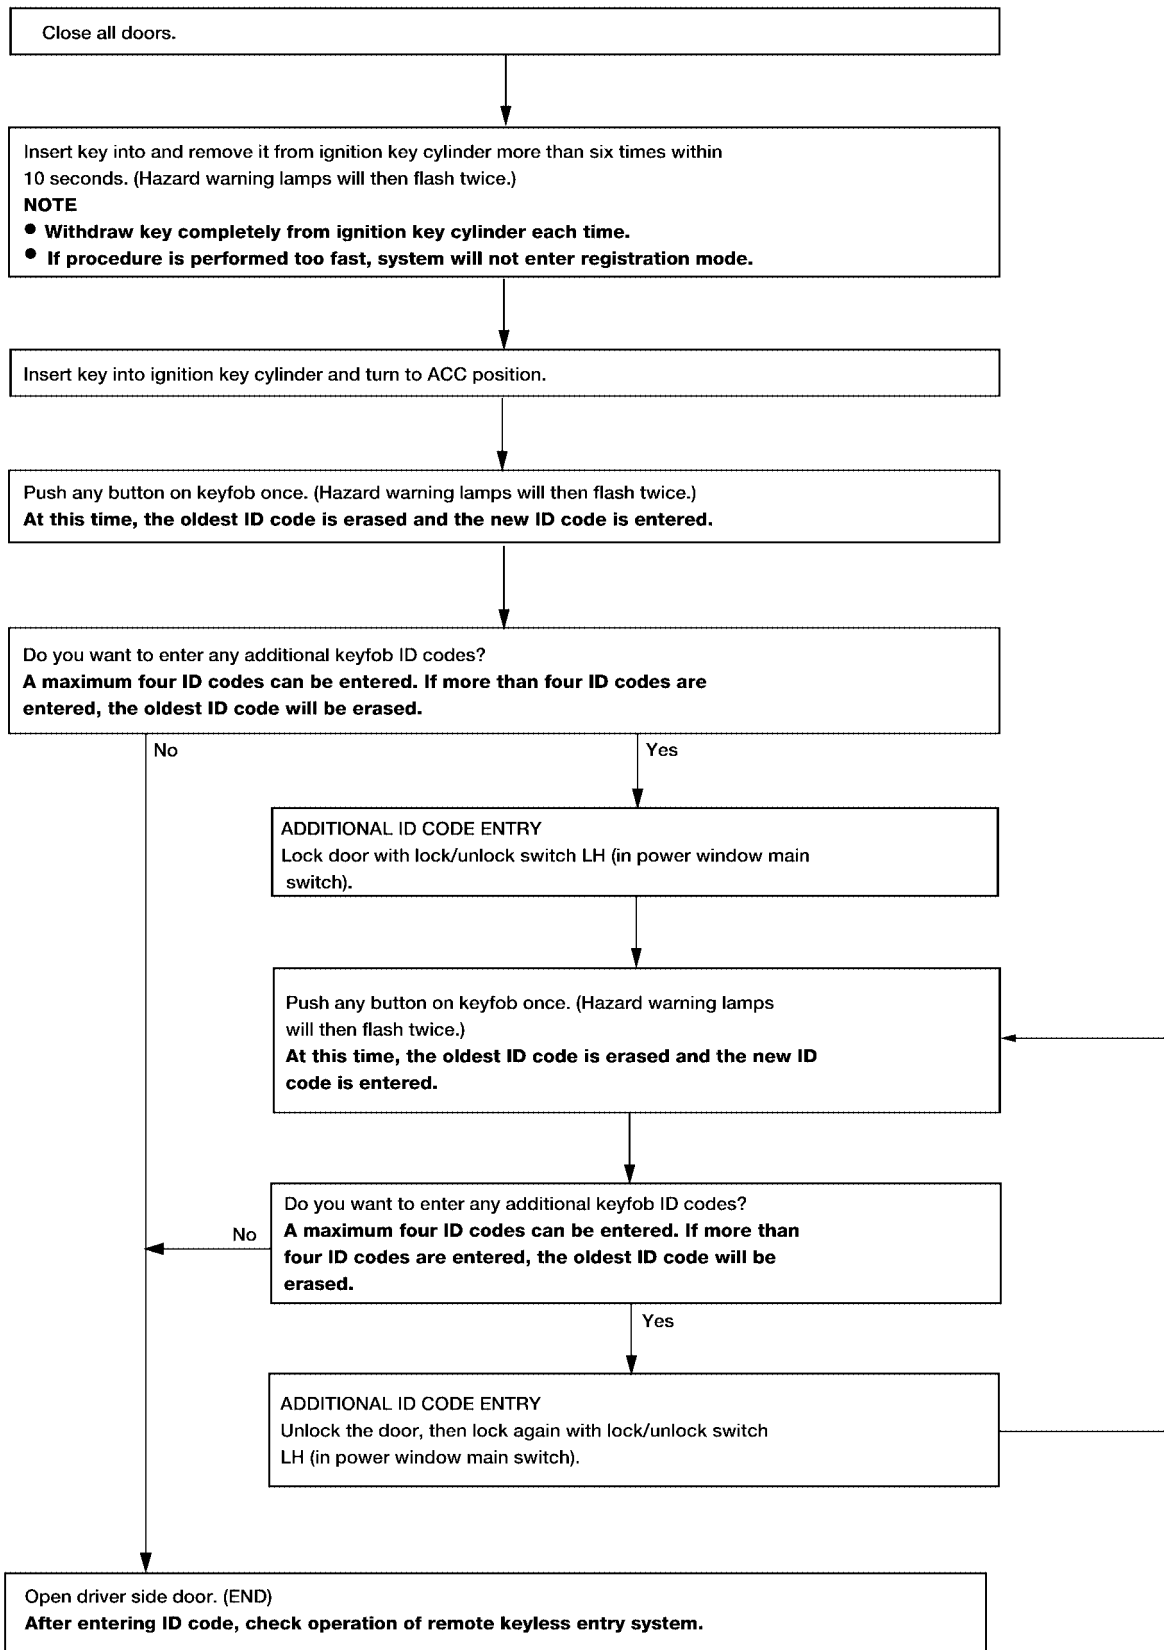 Close all doors.
Insert key into and remove it from ignition key cylinder more than six times within
10 seconds. (Hazard warning lamps will then flash twice.)
NOTE
● Withdraw key completely from ignition key cylinder each time.
● If procedure is performed too fast, system will not enter registration mode.
Insert key into ignition key cylinder and turn to ACC position.
Push any button on keyfob once. (Hazard warning lamps will then flash twice.)
At this time, the oldest ID code is erased and the new ID code is entered.
Do you want to enter any additional keyfob ID codes?
A maximum four ID codes can be entered. If more than four ID codes are
entered, the oldest ID code will be erased.
No
Yes
ADDITIONAL ID CODE ENTRY
Lock door with lock/unlock switch LH (in power window main
switch).
Push any button on keyfob once. (Hazard warning lamps
will then flash twice.)
At this time, the oldest ID code is erased and the new ID
code is entered.
Do you want to enter any additional keyfob ID codes?
A maximum four ID codes can be entered. If more than
four ID codes are entered, the oldest ID code will be
erased.
No
Yes
ADDITIONAL ID CODE ENTRY
Unlock the door, then lock again with lock/unlock switch
LH (in power window main switch).
Open driver side door. (END)
After entering ID code, check operation of remote keyless entry system.